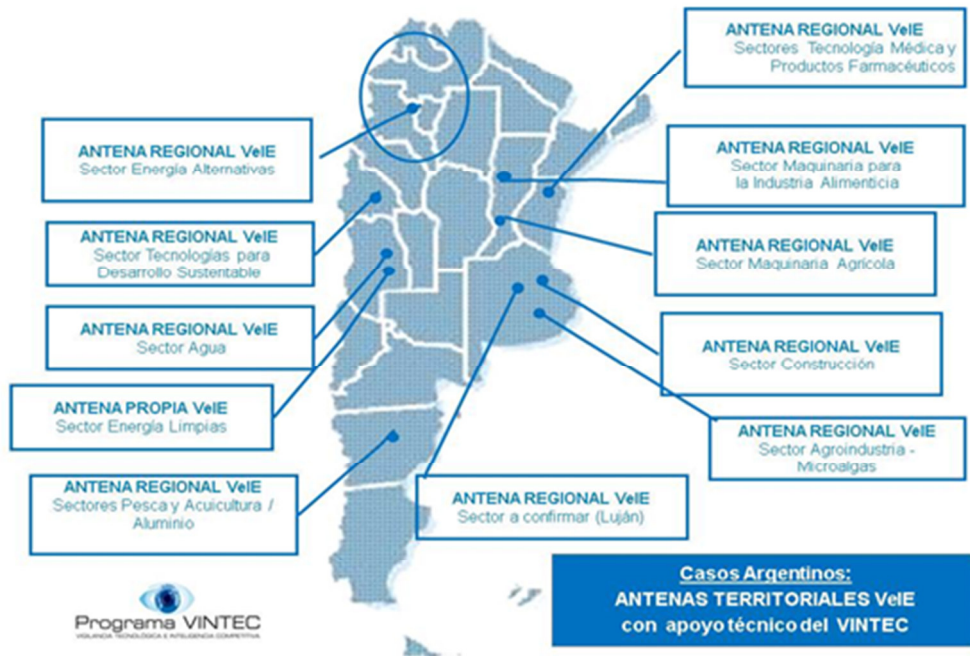 ANTENA REGIONAL VeIE
Sectores Tecnología Médica y
Productos Farmacéuticos
ANTENA REGIONAL VeIE
Sector Energía Alternativas
ANTENA REGIONAL VeIE
Sector Maquinaria para
la Industria Alimenticia
ANTENA REGIONAL VeIE
Sector Tecnologías para
Desarrollo Sustentable
ANTENA REGIONAL VeIE
Sector Maquinaria Agrícola
ANTENA REGIONAL VeIE
Sector Agua
ANTENA REGIONAL VeIE
Sector Construcción
ANTENA PROPIA VeIE
Sector Energía Limpias
ANTENA REGIONAL VeIE
Sector Agroindustria -
Microalgas
ANTENA REGIONAL VeIE
Sectores Pesca y Acuicultura /
Aluminio
ANTENA REGIONAL VeIE
Sector a confirmar (Luján)
Casos Argentinos:
ANTENAS TERRITORIALES VeIE
con apoyo técnico del VINTEC
Programa VINTEC
VIGILANCIA TECNOLÓGICA E INTELIGENCIA COMPETITIVA